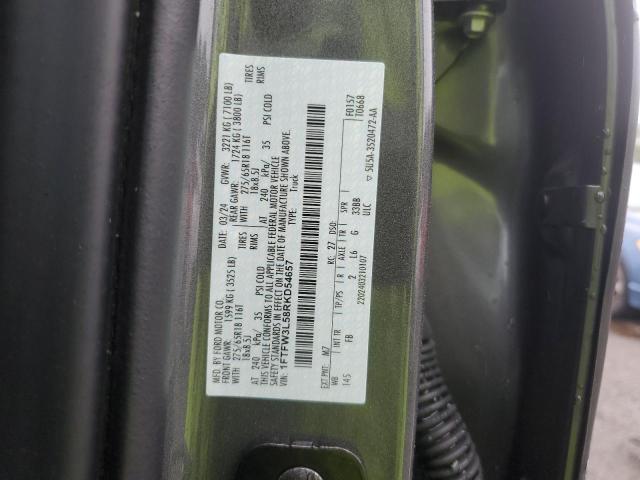 MFD. BY FORD MOTOR CO.
DATE: 03/24 GVWR: 3221 KG ( 7100 LB)
FRONT GAWR: 1599 KG ( 3525 LB) REAR GAWR: 1724 KG ( 3800 LB)
WITH 275/65R18 116T TIRES WITH 275/65R18 116T TIRES
18x8.5J RIMS 18x8.5J RIMS
AT 240 kPa/ 35 PSI COLD AT 240 kPa/ 35 PSI COLD
THIS VEHICLE CONFORMS TO ALL APPLICABLE FEDERAL MOTOR VEHICLE
SAFETY STANDARDS IN EFFECT ON THE DATE OF MANUFACTURE SHOWN ABOVE.
VIN: 1FTFW3L58RKD54657 TYPE: Truck
F0157
T0668
EXT PNT: M7 RC: 27 DSO:
WB INT TR TP/PS R AXLE TR SPR
145 FB 2 L6 G 33BB
ULC
2202403210107
5U5A-3520472-AA